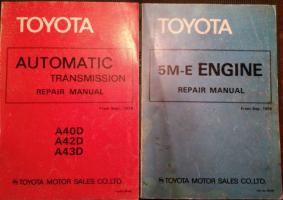 TOYOTA
AUTOMATIC
TRANSMISSION
REPAIR MANUAL
A40D
A42D
A43D
TOYOTA MOTOR SALES CO., LTD.
TOYOTA
5M-E ENGINE
REPAIR MANUAL
TOYOTA MOTOR SALES CO., LTD.